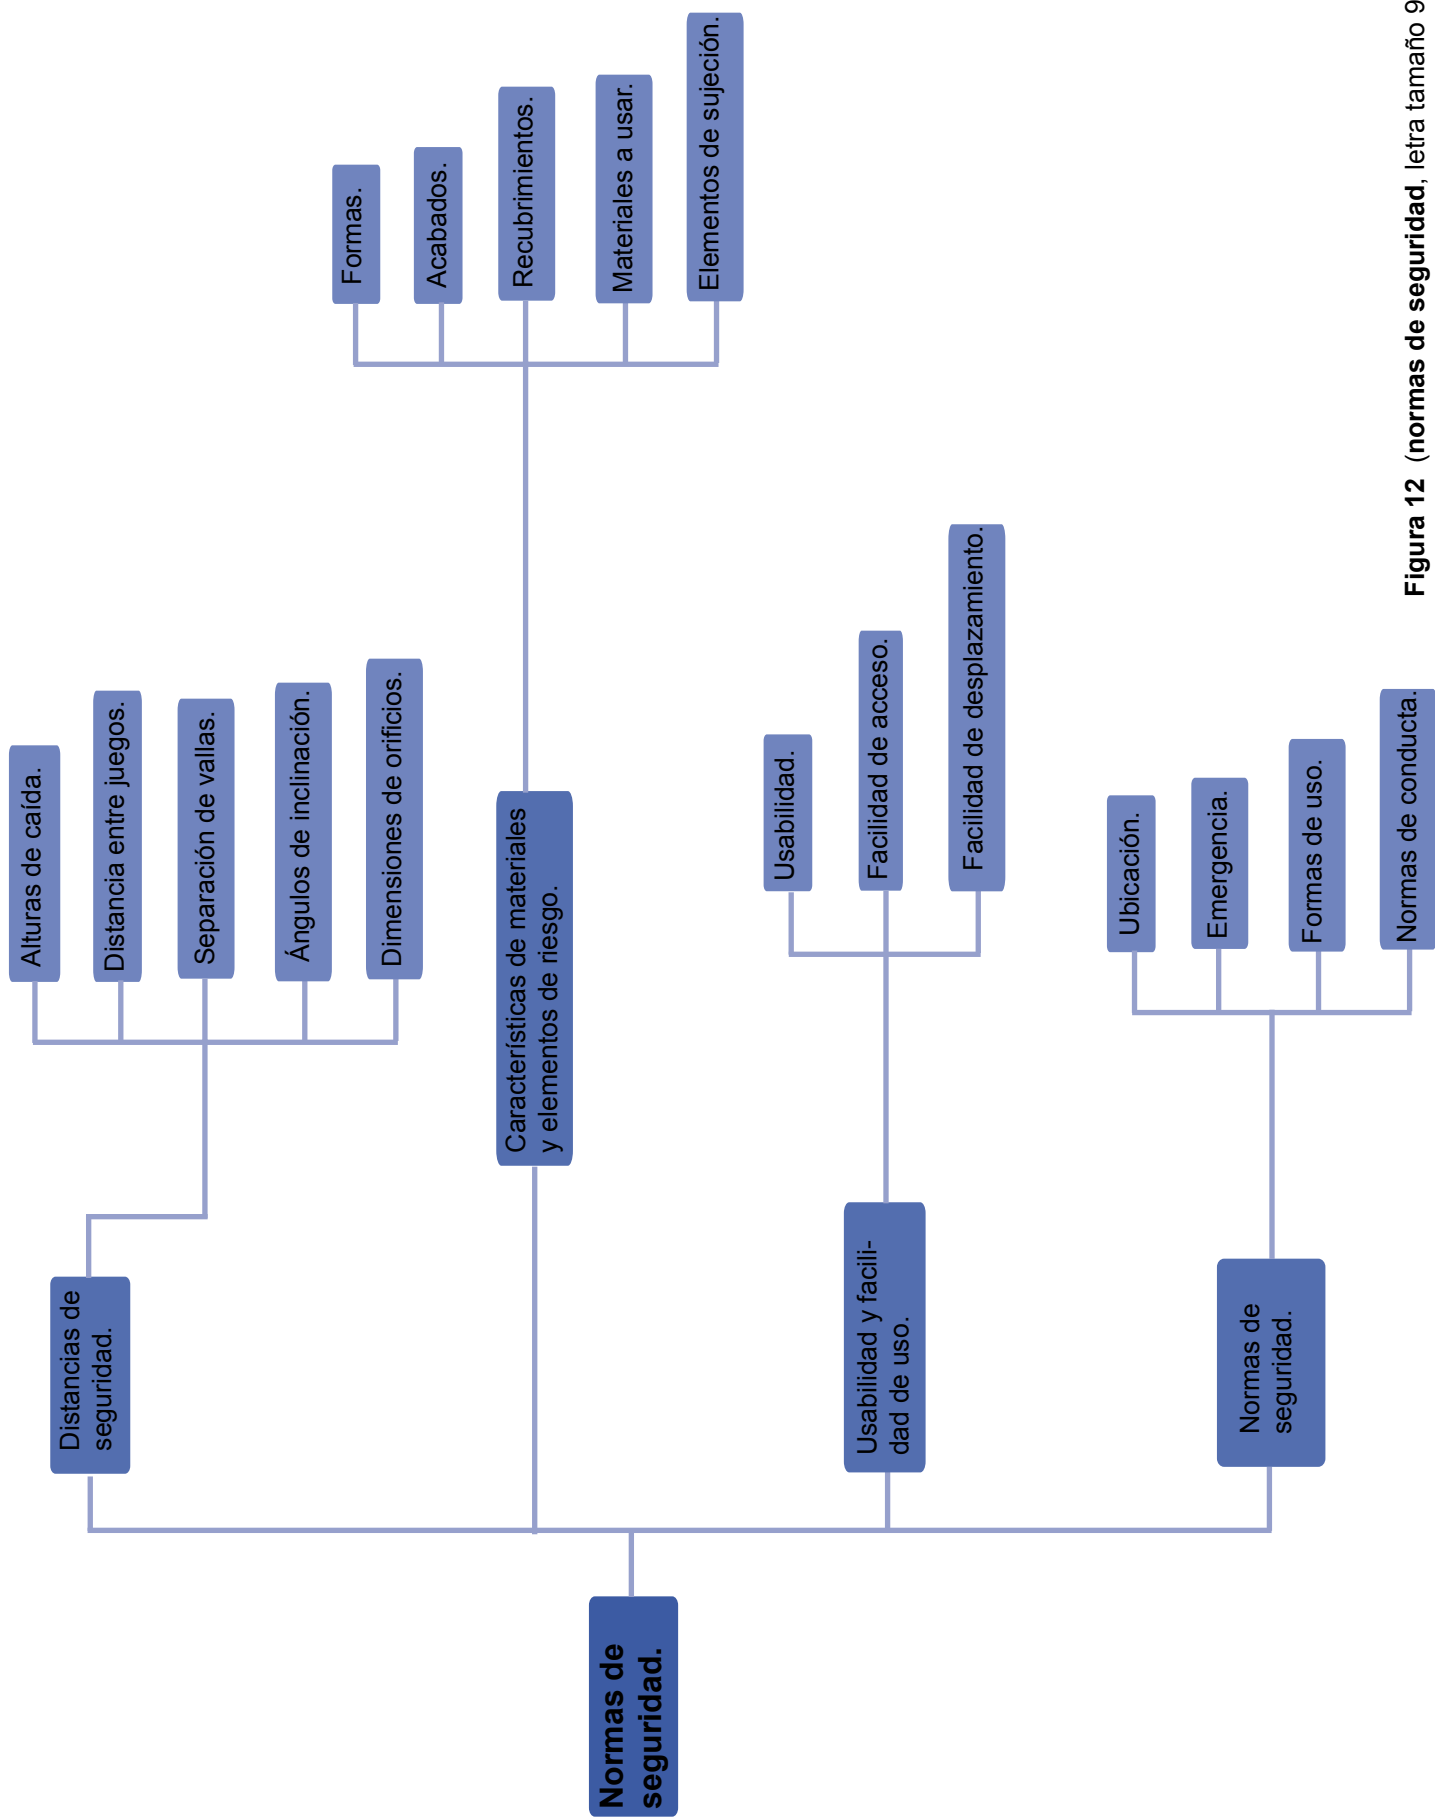 Normas de
seguridad.
Distancias de
seguridad.
Alturas de caída.
Distancia entre juegos.
Separación de vallas.
Ángulos de inclinación.
Dimensiones de orificios.
Características de materiales
y elementos de riesgo.
Formas.
Acabados.
Recubrimientos.
Materiales a usar.
Elementos de sujeción.
Usabilidad y facili-
dad de uso.
Usabilidad.
Facilidad de acceso.
Facilidad de desplazamiento.
Normas de
seguridad.
Ubicación.
Emergencia.
Formas de uso.
Normas de conducta.
Figura 12 (normas de seguridad, letra tamaño 9